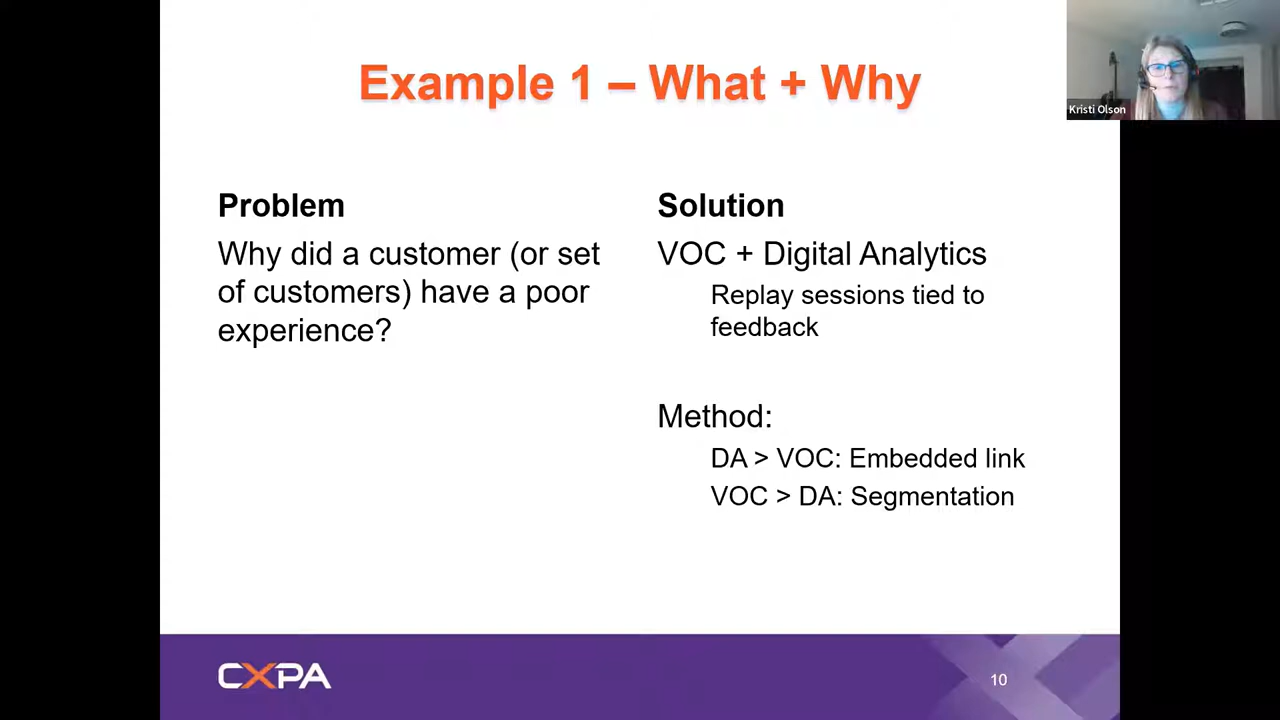 Example 1 – What + Why
Kristi Olson
Problem
Why did a customer (or set
of customers) have a poor
experience?
Solution
VOC + Digital Analytics
Replay sessions tied to
feedback
Method:
DA > VOC: Embedded link
VOC > DA: Segmentation
CXPA
10